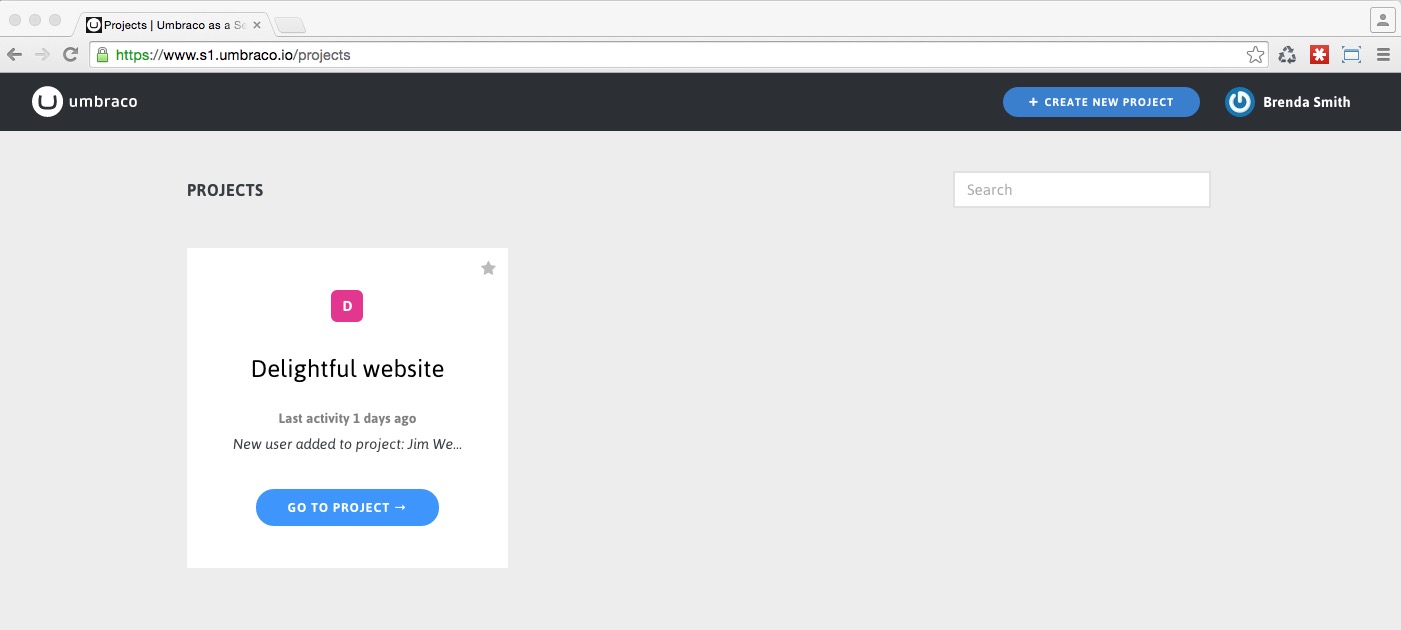 Projects | Umbraco as a Se
https://www.s1.umbraco.io/projects
umbraco
+ CREATE NEW PROJECT
Brenda Smith
PROJECTS
Search
D
Delightful website
Last activity 1 days ago
New user added to project: Jim We...
GO TO PROJECT →